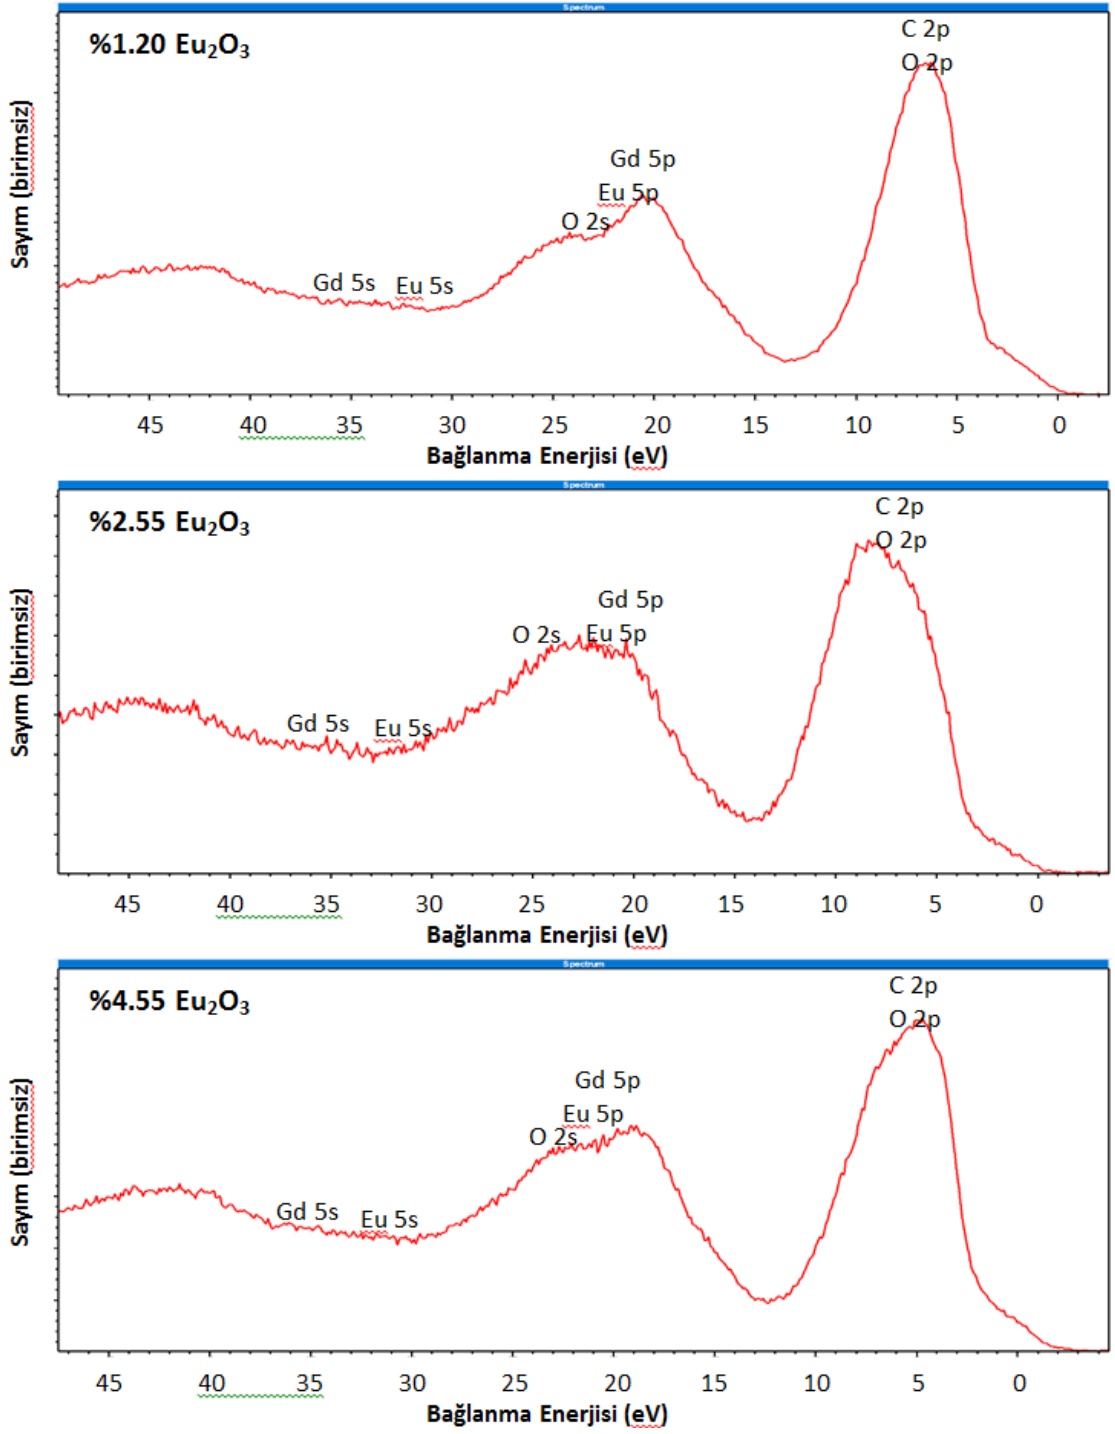 Spectrum
%1.20 Eu₂O₃
C 2p
O 2p
Gd 5p
Eu 5p
O 2s
Gd 5s
Eu 5s
Sayım (birimsiz)
45 40 35 30 25 20 15 10 5 0
Bağlanma Enerjisi (eV)
Spectrum
%2.55 Eu₂O₃
C 2p
O 2p
Gd 5p
O 2s
Eu 5p
Gd 5s
Eu 5s
Sayım (birimsiz)
45 40 35 30 25 20 15 10 5 0
Bağlanma Enerjisi (eV)
Spectrum
%4.55 Eu₂O₃
C 2p
O 2p
Gd 5p
Eu 5p
O 2s
Gd 5s
Eu 5s
Sayım (birimsiz)
45 40 35 30 25 20 15 10 5 0
Bağlanma Enerjisi (eV)